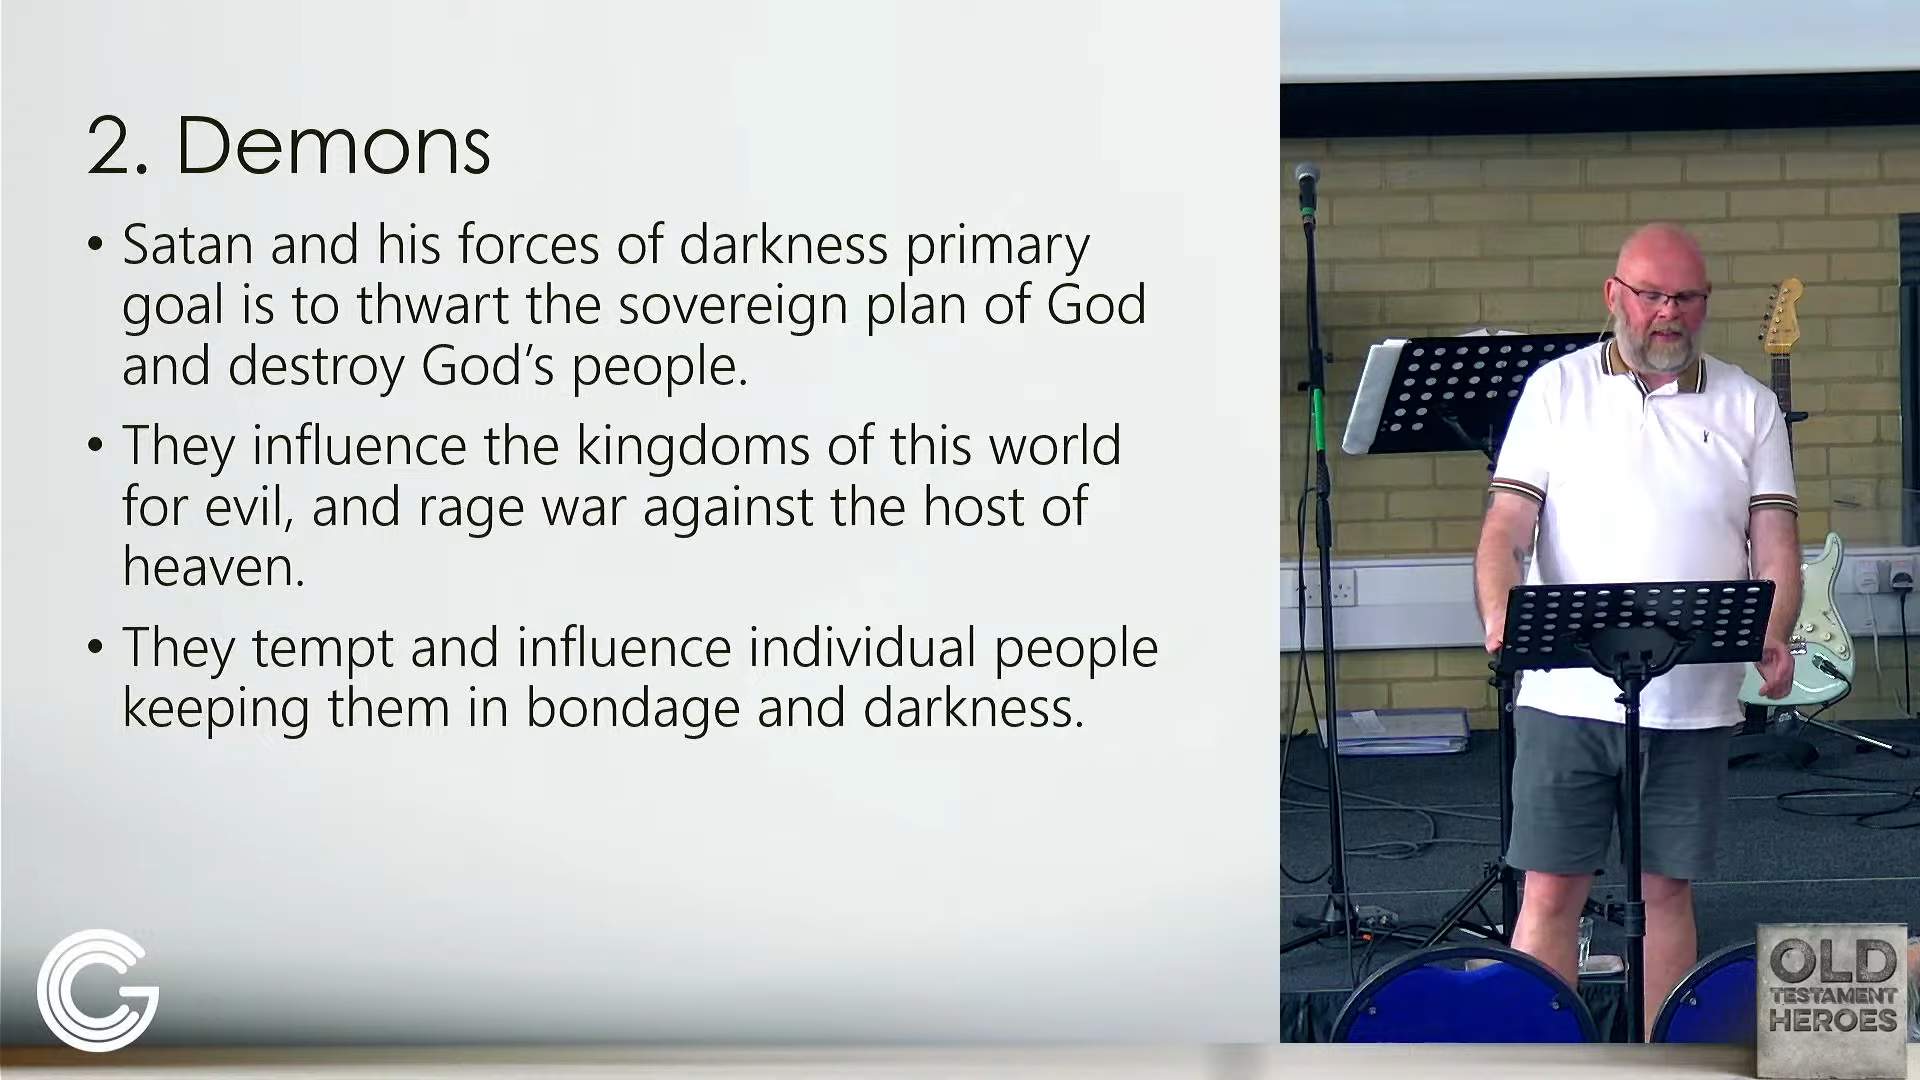 2. Demons
• Satan and his forces of darkness primary
goal is to thwart the sovereign plan of God
and destroy God's people.
• They influence the kingdoms of this world
for evil, and rage war against the host of
heaven.
• They tempt and influence individual people
keeping them in bondage and darkness.
OLD
TESTAMENT
HEROES